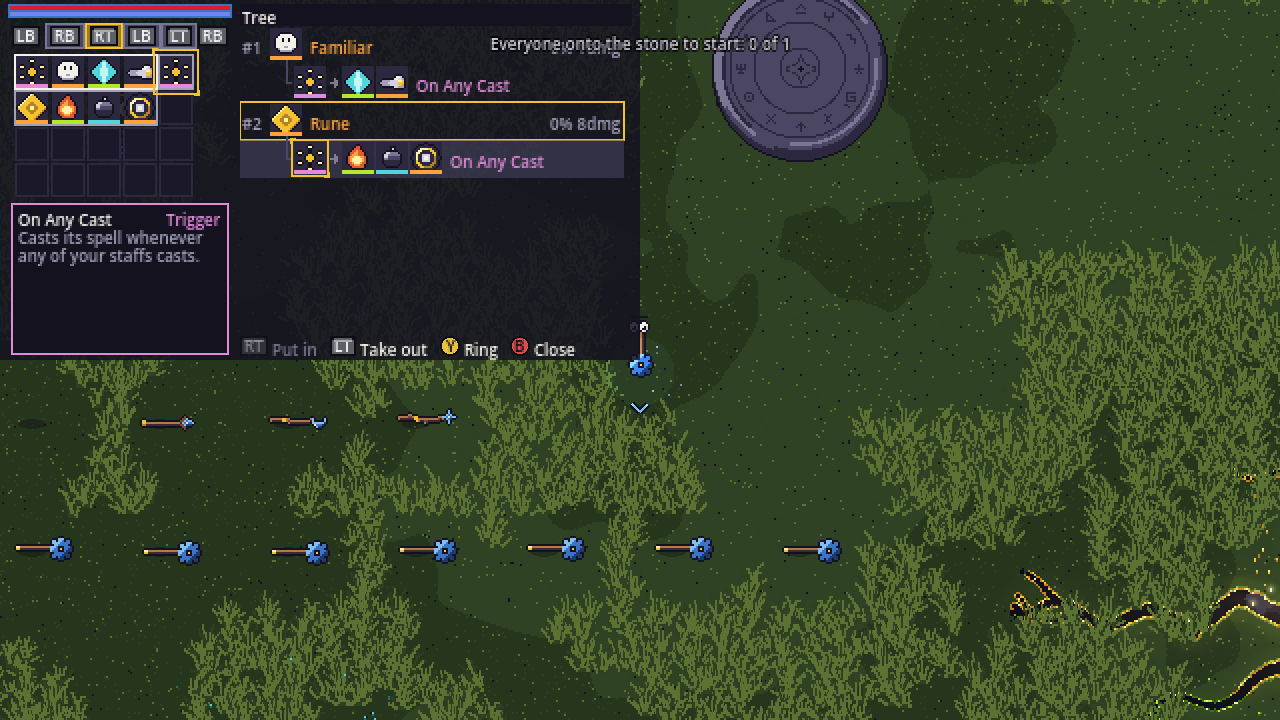 LB RB RT LB LT RB
Tree
#1 Familiar
Everyone onto the stone to start: 0 of 1
On Any Cast
#2 Rune 0% 8dmg
On Any Cast
On Any Cast Trigger
Casts its spell whenever
any of your staffs casts.
RT Put in LT Take out Y Ring B Close